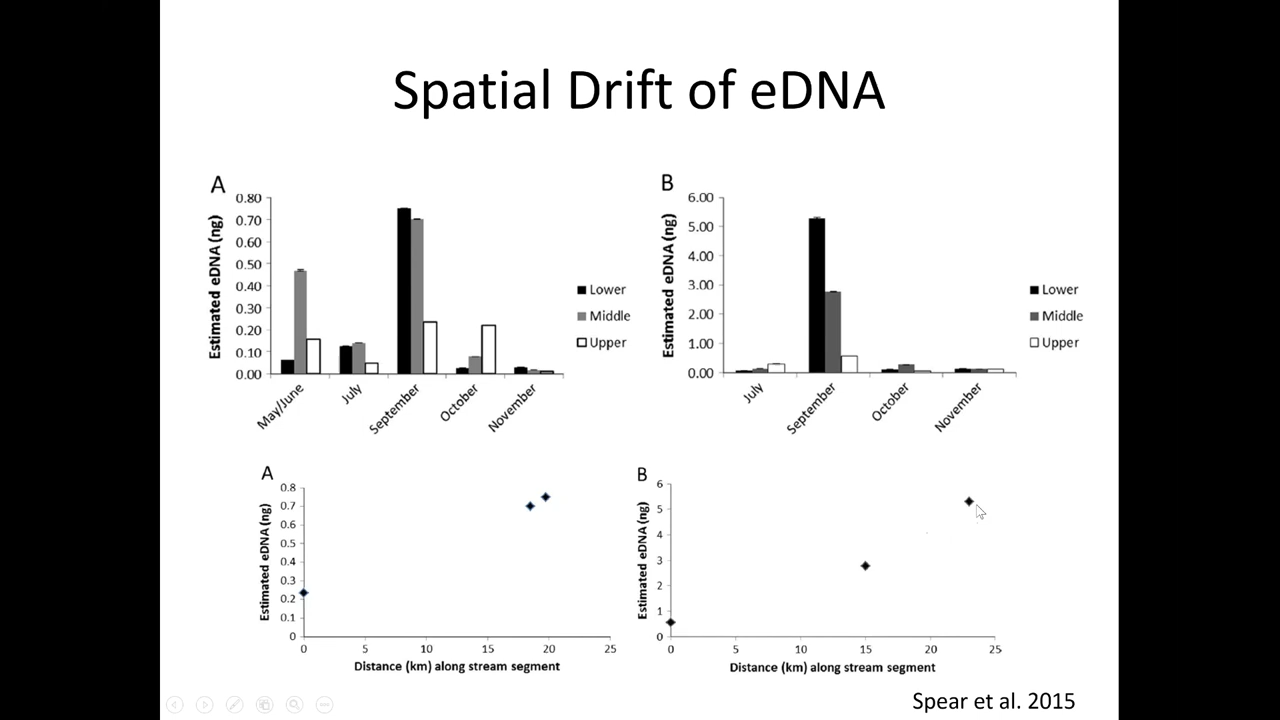 Spatial Drift of eDNA
A
Estimated eDNA (ng)
0.80
0.70
0.60
0.50
0.40
0.30
0.20
0.10
0.00
May/June
July
September
October
November
Lower
Middle
Upper
B
Estimated eDNA (ng)
6.00
5.00
4.00
3.00
2.00
1.00
0.00
July
September
October
November
Lower
Middle
Upper
A
Estimated eDNA (ng)
0.8
0.7
0.6
0.5
0.4
0.3
0.2
0.1
0
0 5 10 15 20 25
Distance (km) along stream segment
B
Estimated eDNA (ng)
6
5
4
3
2
1
0
0 5 10 15 20 25
Distance (km) along stream segment
Spear et al. 2015